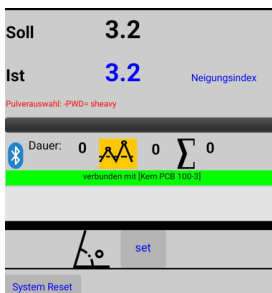 Soll 3.2
Ist 3.2 Neigungsindex
Pulverauswahl: -PWD= sheavy
Dauer: 0 0 ∑ 0
verbunden mit [Kern PCB 100-3]
set
System Reset